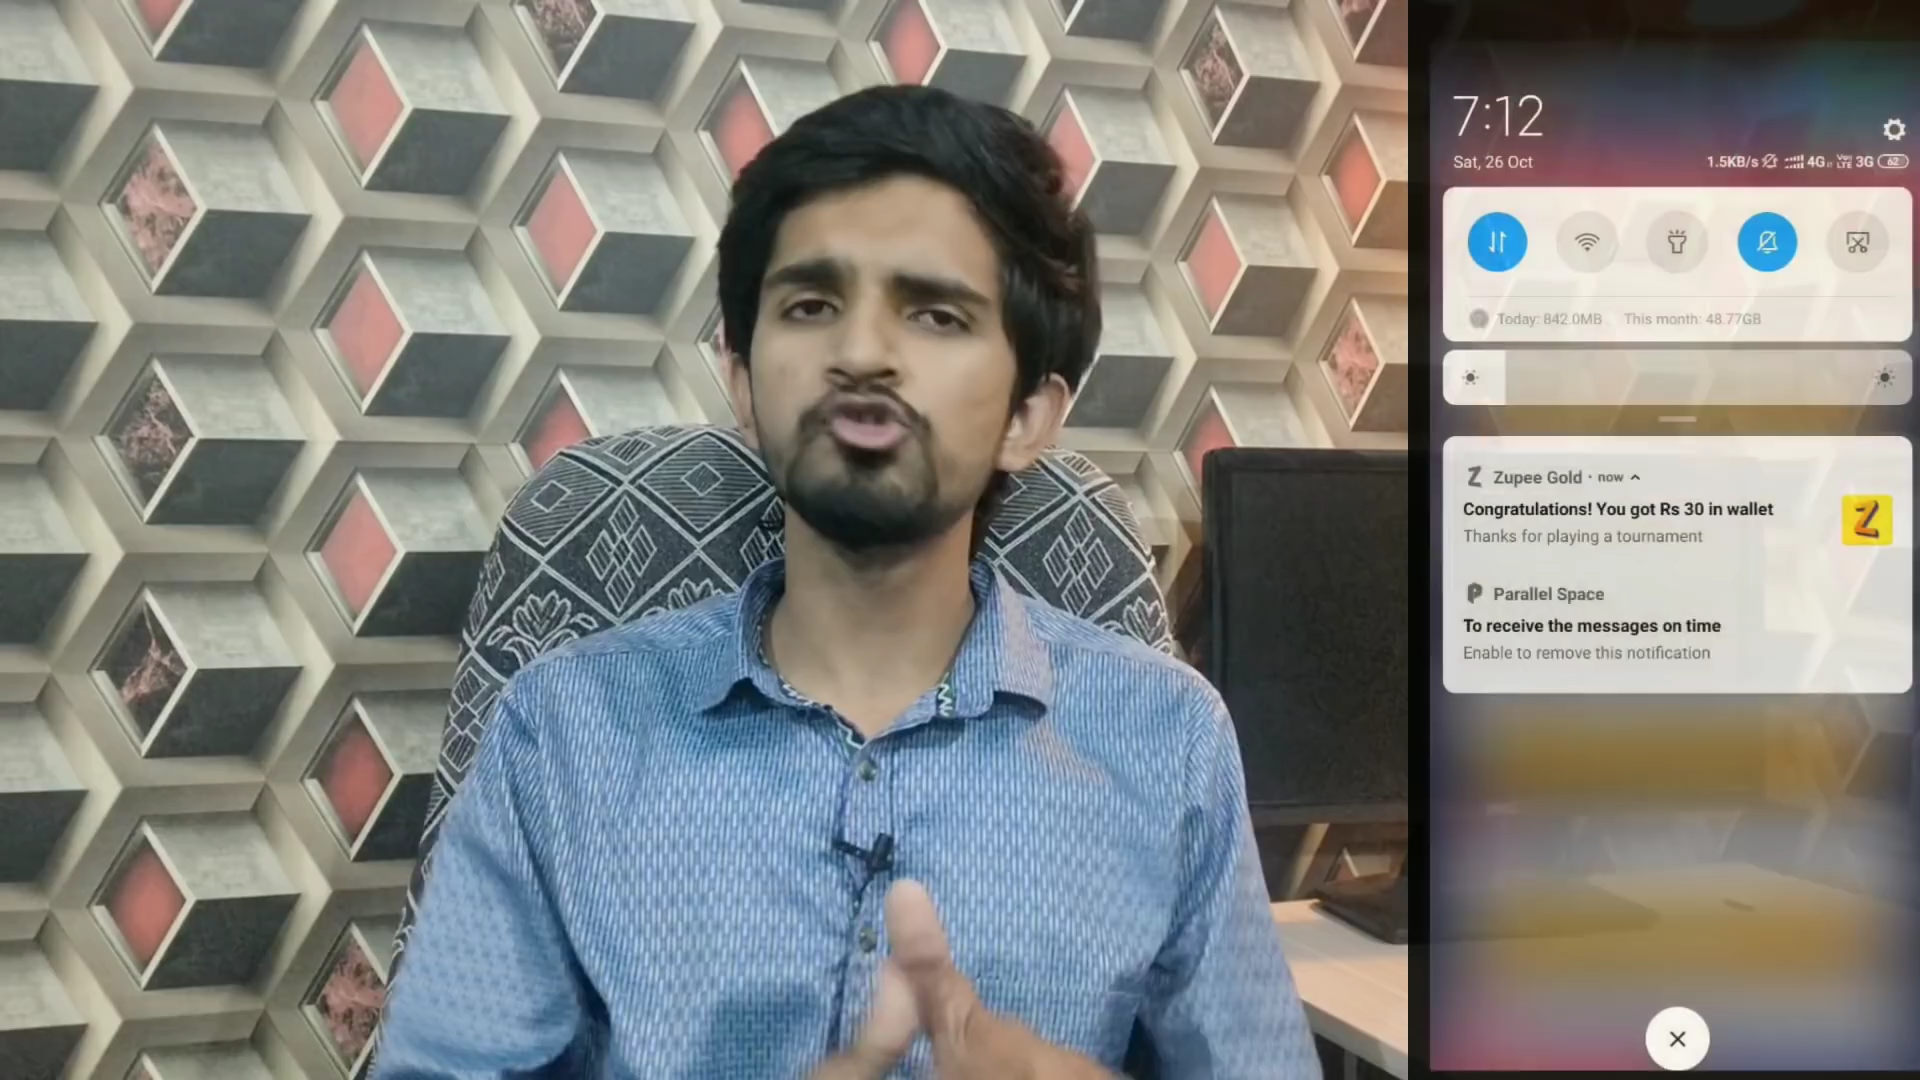 7:12
Sat, 26 Oct
1.5KB/s 4G VoLTE 3G 62
Today: 842.0MB This month: 48.77GB
Zupee Gold · now
Congratulations! You got Rs 30 in wallet
Thanks for playing a tournament
Z
Parallel Space
To receive the messages on time
Enable to remove this notification